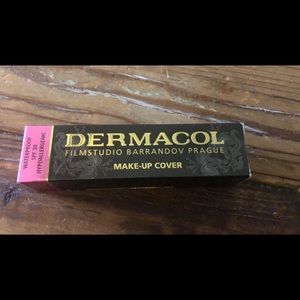 WATERPROOF
SPF 30
HYPOALLERGENIC
DERMACOL
FILMSTUDIO BARRANDOV PRAGUE
MAKE-UP COVER